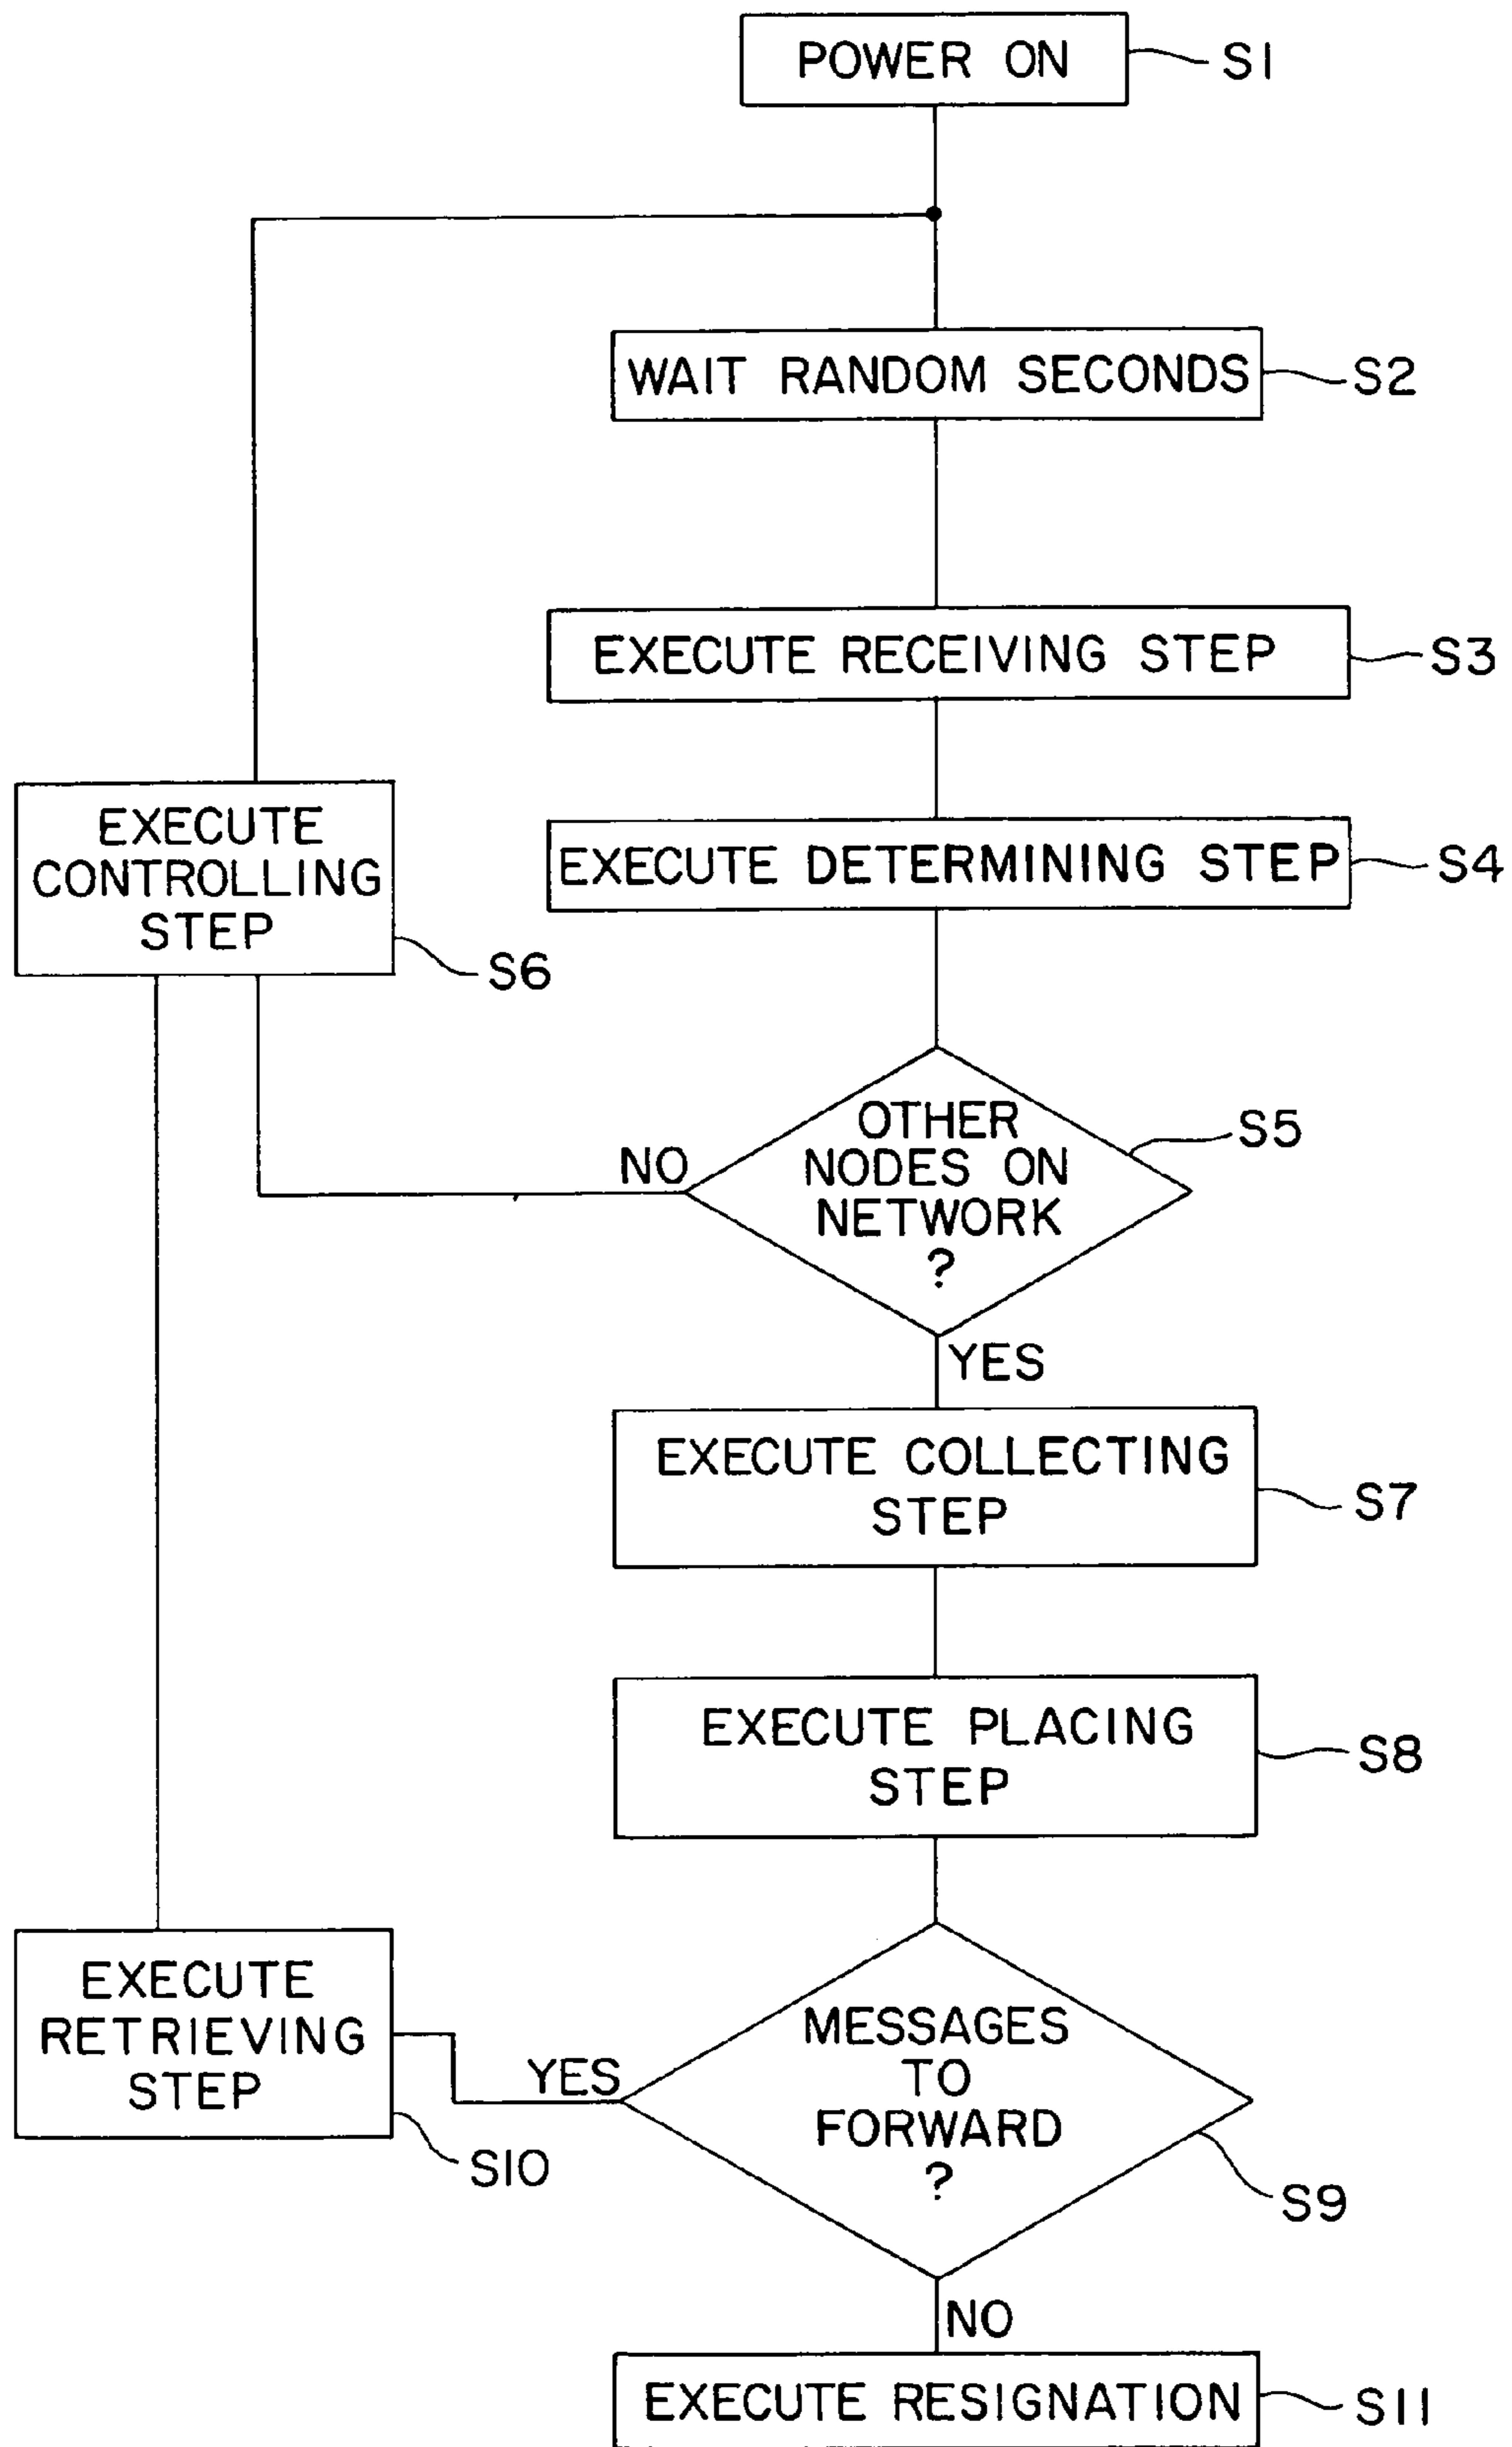 POWER ON
S1
WAIT RANDOM SECONDS
S2
EXECUTE RECEIVING STEP
S3
EXECUTE
CONTROLLING
STEP
S6
EXECUTE DETERMINING STEP
S4
OTHER
NODES ON
NETWORK
?
S5
NO
YES
EXECUTE COLLECTING
STEP
S7
EXECUTE PLACING
STEP
S8
EXECUTE
RETRIEVING
STEP
S10
YES
MESSAGES
TO
FORWARD
?
S9
NO
EXECUTE RESIGNATION
S11